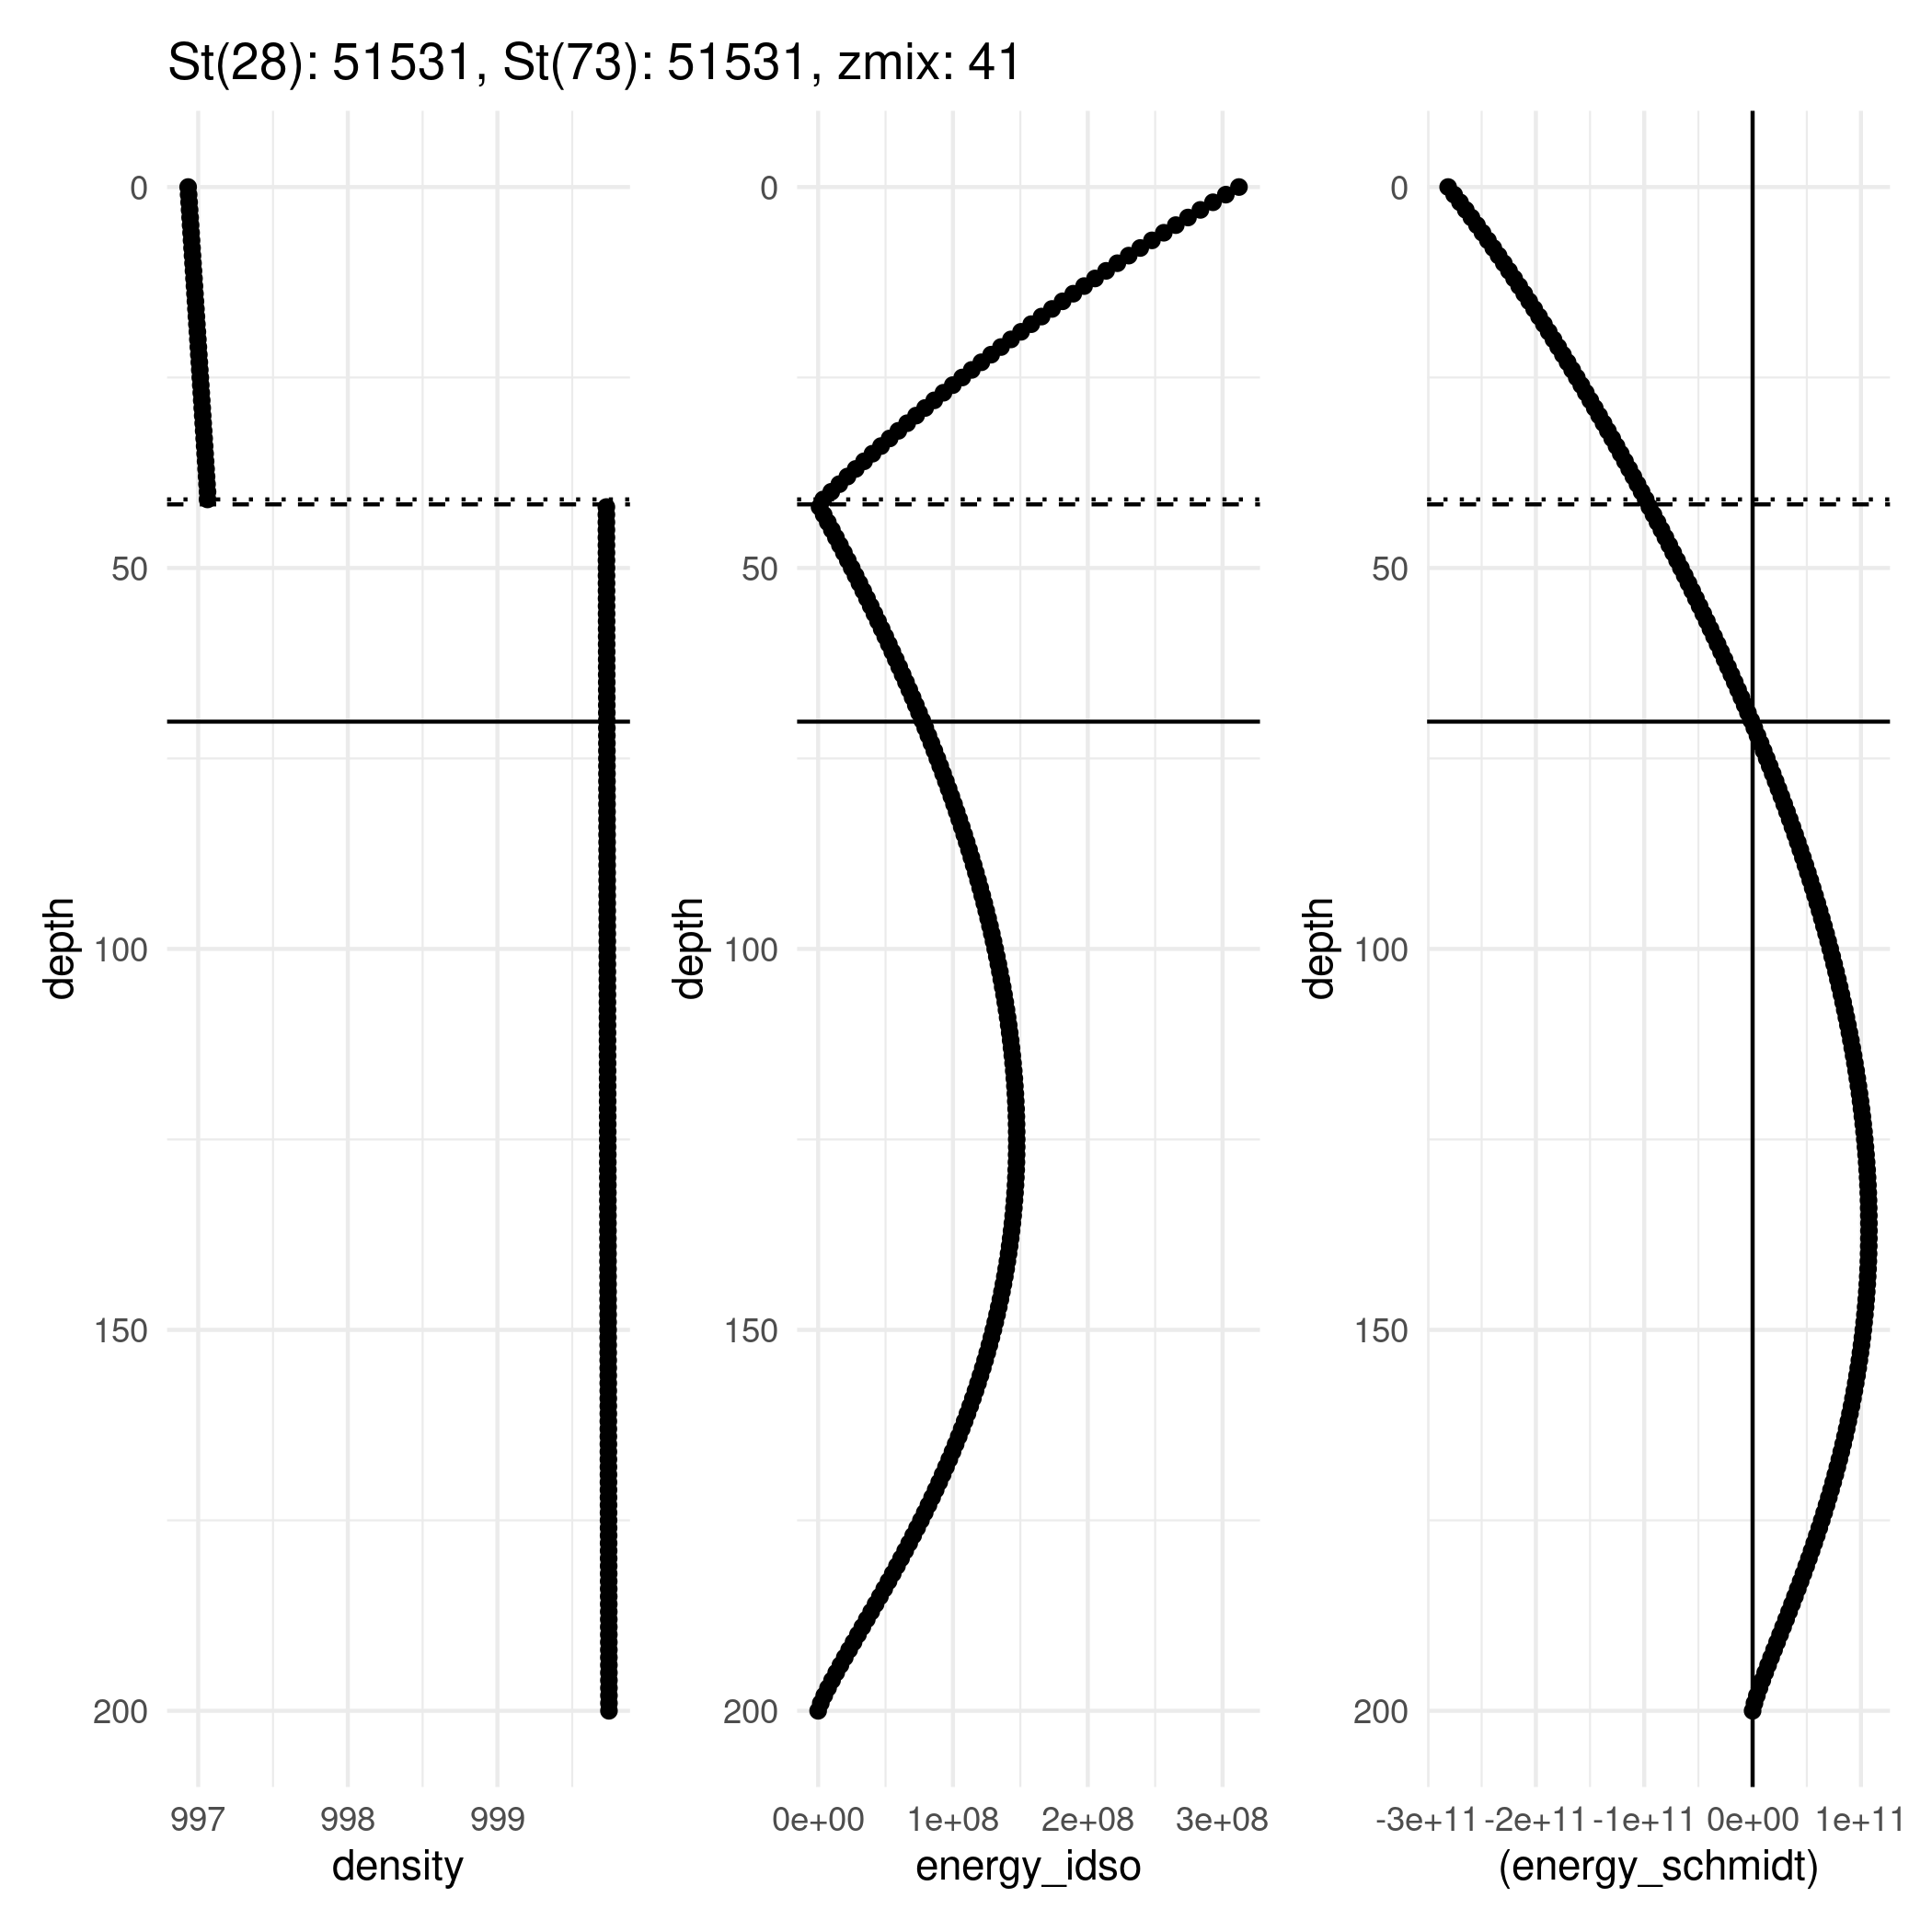 St(28): 51531, St(73): 51531, zmix: 41
depth
0
50
100
150
200
997 998 999
density
depth
0
50
100
150
200
0e+00 1e+08 2e+08 3e+08
energy_idso
depth
0
50
100
150
200
-3e+11 -2e+11 -1e+11 0e+00 1e+11
(energy_schmidt)